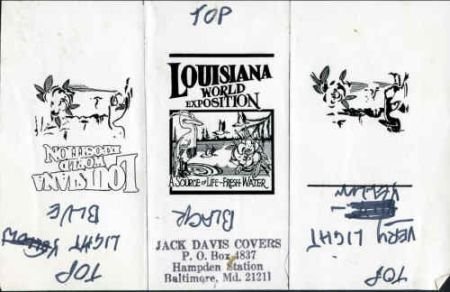 TOP
LIGHT
BLUE
LOUISIANA
WORLD
EXPOSITION
TOP
LOUISIANA
WORLD
EXPOSITION
A SOURCE of LIFE-FRESH WATER
BLACK
JACK DAVIS COVERS
P. O. Box 4837
Hampden Station
Baltimore, Md. 21211
TOP
VERY LIGHT
YELLOW